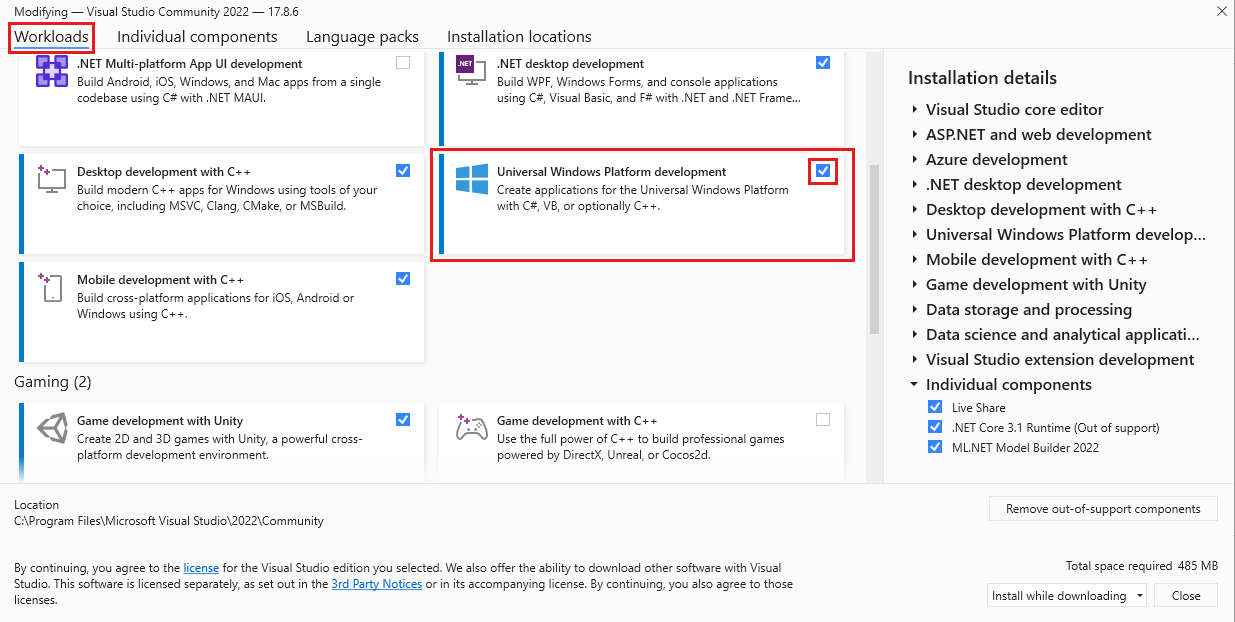 Modifying — Visual Studio Community 2022 — 17.8.6
Workloads
Individual components
Language packs
Installation locations
.NET Multi-platform App UI development
Build Android, iOS, Windows, and Mac apps from a single
codebase using C# with .NET MAUI.
.NET
.NET desktop development
Build WPF, Windows Forms, and console applications
using C#, Visual Basic, and F# with .NET and .NET Frame...
Desktop development with C++
Build modern C++ apps for Windows using tools of your
choice, including MSVC, Clang, CMake, or MSBuild.
Universal Windows Platform development
Create applications for the Universal Windows Platform
with C#, VB, or optionally C++.
Mobile development with C++
Build cross-platform applications for iOS, Android or
Windows using C++.
Gaming (2)
Game development with Unity
Create 2D and 3D games with Unity, a powerful cross-
platform development environment.
Game development with C++
Use the full power of C++ to build professional games
powered by DirectX, Unreal, or Cocos2d.
Installation details
Visual Studio core editor
ASP.NET and web development
Azure development
.NET desktop development
Desktop development with C++
Universal Windows Platform develop...
Mobile development with C++
Game development with Unity
Data storage and processing
Data science and analytical applicati...
Visual Studio extension development
Individual components
Live Share
.NET Core 3.1 Runtime (Out of support)
ML.NET Model Builder 2022
Location
C:\Program Files\Microsoft Visual Studio\2022\Community
Remove out-of-support components
By continuing, you agree to the license for the Visual Studio edition you selected. We also offer the ability to download other software with Visual
Studio. This software is licensed separately, as set out in the 3rd Party Notices or in its accompanying license. By continuing, you also agree to those
licenses.
Total space required 485 MB
Install while downloading
Close